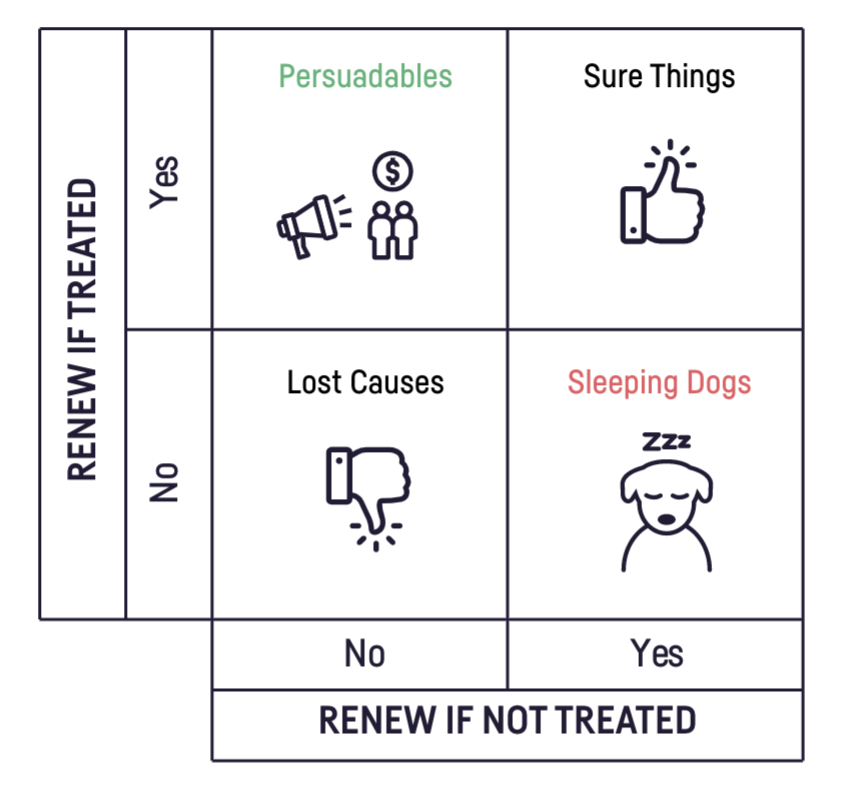 Persuadables
Sure Things
$
RENEW IF TREATED
Yes
No
Lost Causes
Sleeping Dogs
Zzz
No
Yes
RENEW IF NOT TREATED